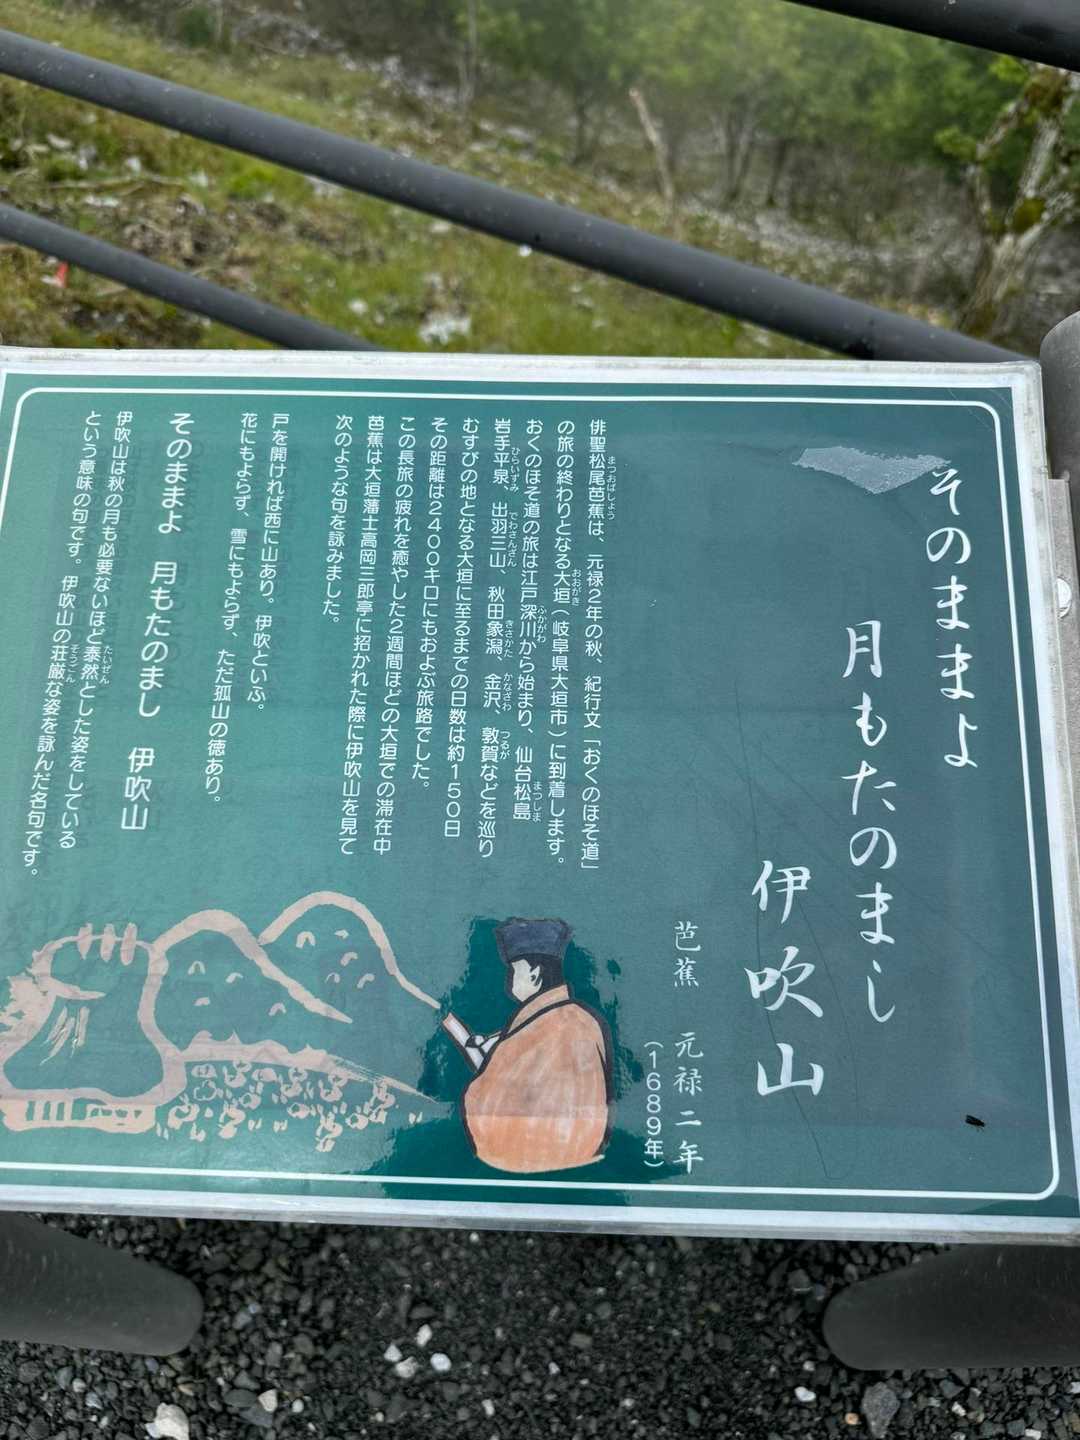 そのままよ
月もたのまし
伊吹山
芭蕉 元禄二年
(1689年)
俳聖松尾芭蕉は、元禄2年の秋、紀行文「おくのほそ道」
の旅の終わりとなる大垣(岐阜県大垣市)に到着します。
おくのほそ道の旅は江戸深川から始まり、仙台松島
岩手平泉、出羽三山、秋田象潟、金沢、敦賀などを巡り
むすびの地となる大垣に至るまでの日数は約150日
その距離は2400キロにもおよぶ旅路でした。
この長旅の疲れを癒やした2週間ほどの大垣での滞在中
芭蕉は大垣藩士高岡三郎亭に招かれた際に伊吹山を見て
次のような句を詠みました。
戸を開ければ西に山あり。伊吹といふ。
花にもよらず、雪にもよらず、ただ孤山の徳あり。
そのままよ 月もたのまし 伊吹山
伊吹山は秋の月も必要ないほど泰然とした姿をしている
という意味の句です。伊吹山の荘厳な姿を詠んだ名句です。